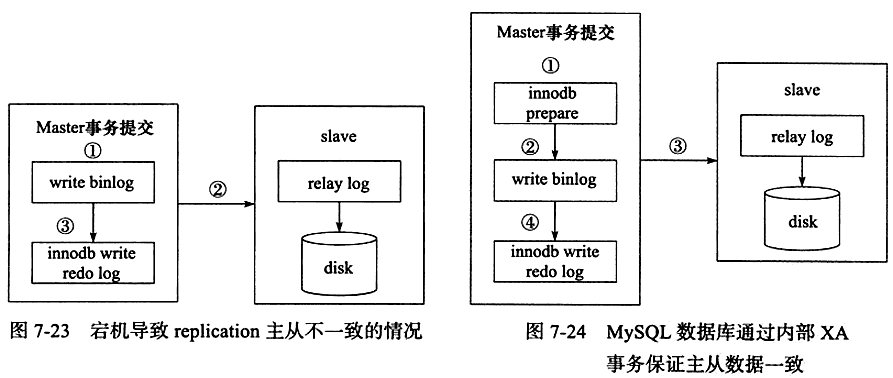 Master事务提交
①
write binlog
③
innodb write
redo log
②
slave
relay log
disk
图 7-23 宕机导致 replication 主从不一致的情况
Master事务提交
①
innodb
prepare
②
write binlog
④
innodb write
redo log
③
slave
relay log
disk
图 7-24 MySQL 数据库通过内部 XA
事务保证主从数据一致